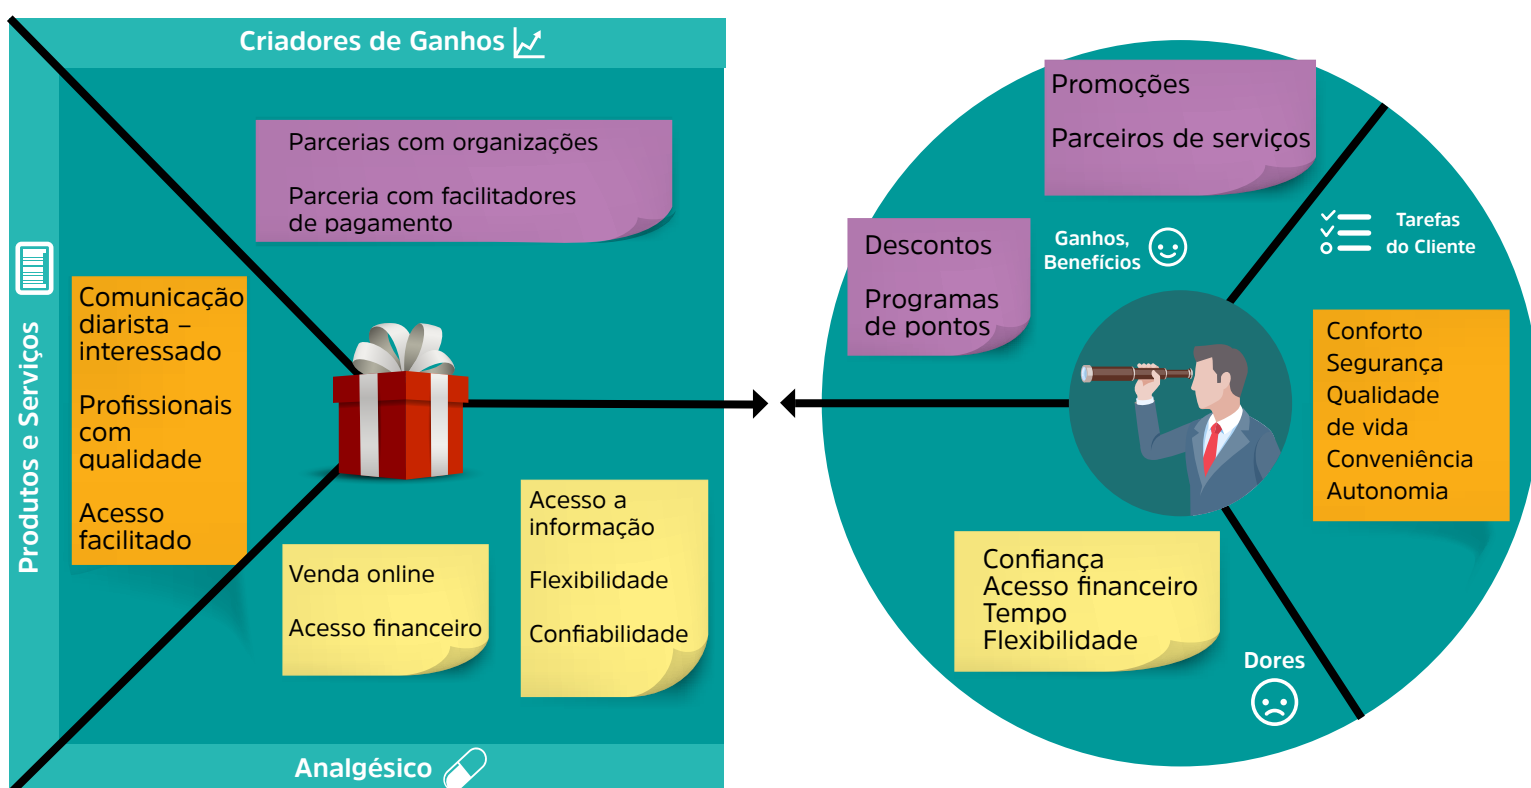 Criadores de Ganhos
Parcerias com organizações
Parceria com facilitadores
de pagamento
Produtos e Serviços
Comunicação
diarista –
interessado
Profissionais
com
qualidade
Acesso
facilitado
Venda online
Acesso financeiro
Acesso a
informação
Flexibilidade
Confiabilidade
Analgésico
Promoções
Parceiros de serviços
Descontos
Programas
de pontos
Ganhos,
Benefícios
Tarefas
do Cliente
Conforto
Segurança
Qualidade
de vida
Conveniência
Autonomia
Confiança
Acesso financeiro
Tempo
Flexibilidade
Dores